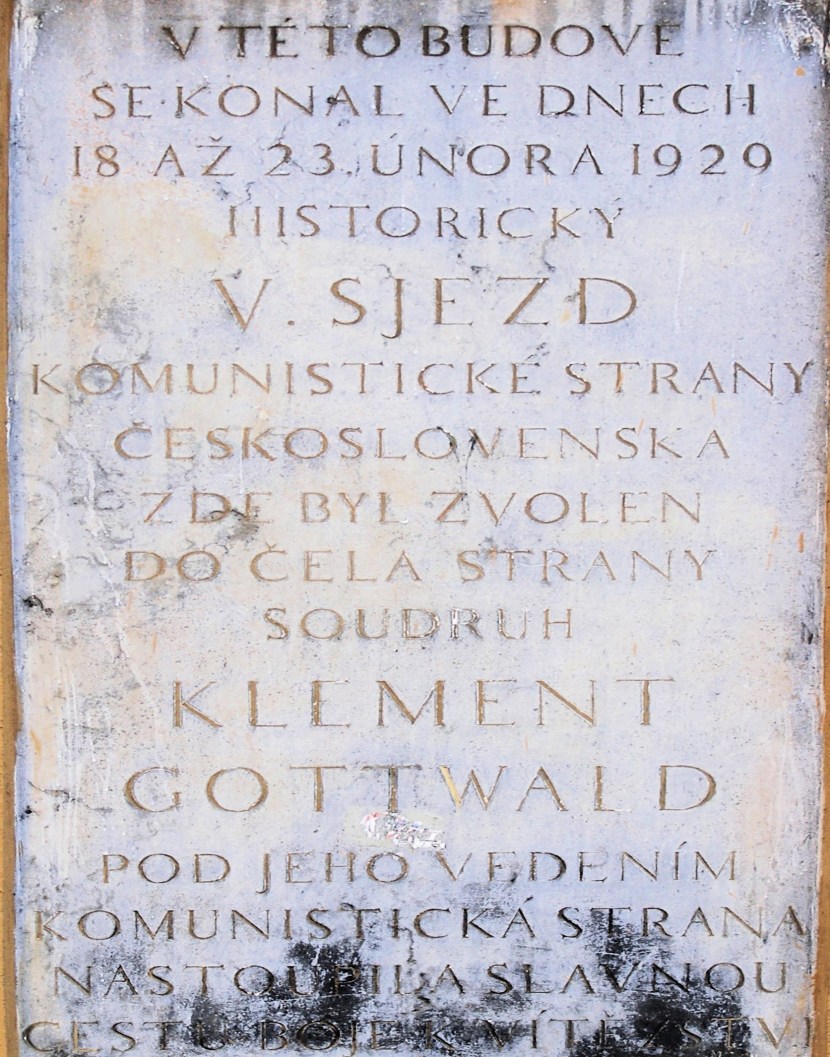 V TÉTO BUDOVĚ
SE KONAL VE DNECH
18 AŽ 23. ÚNORA 1929
HISTORICKÝ
V. SJEZD
KOMUNISTICKÉ STRANY
ČESKOSLOVENSKA
ZDE BYL ZVOLEN
DO ČELA STRANY
SOUDRUH
KLEMENT
GOTTWALD
POD JEHO VEDENÍM
KOMUNISTICKÁ STRANA
NASTOUPILA SLAVNOU
CESTU BOJE K VÍTĚZSTVÍ